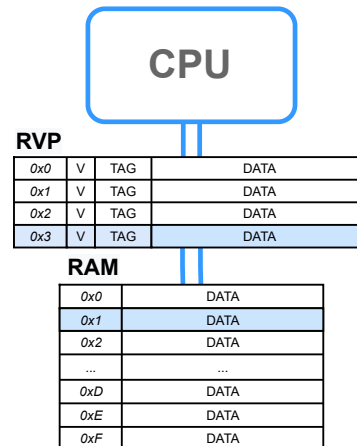 CPU
RVP
0x0 V TAG DATA
0x1 V TAG DATA
0x2 V TAG DATA
0x3 V TAG DATA
RAM
0x0 DATA
0x1 DATA
0x2 DATA
... ...
0xD DATA
0xE DATA
0xF DATA